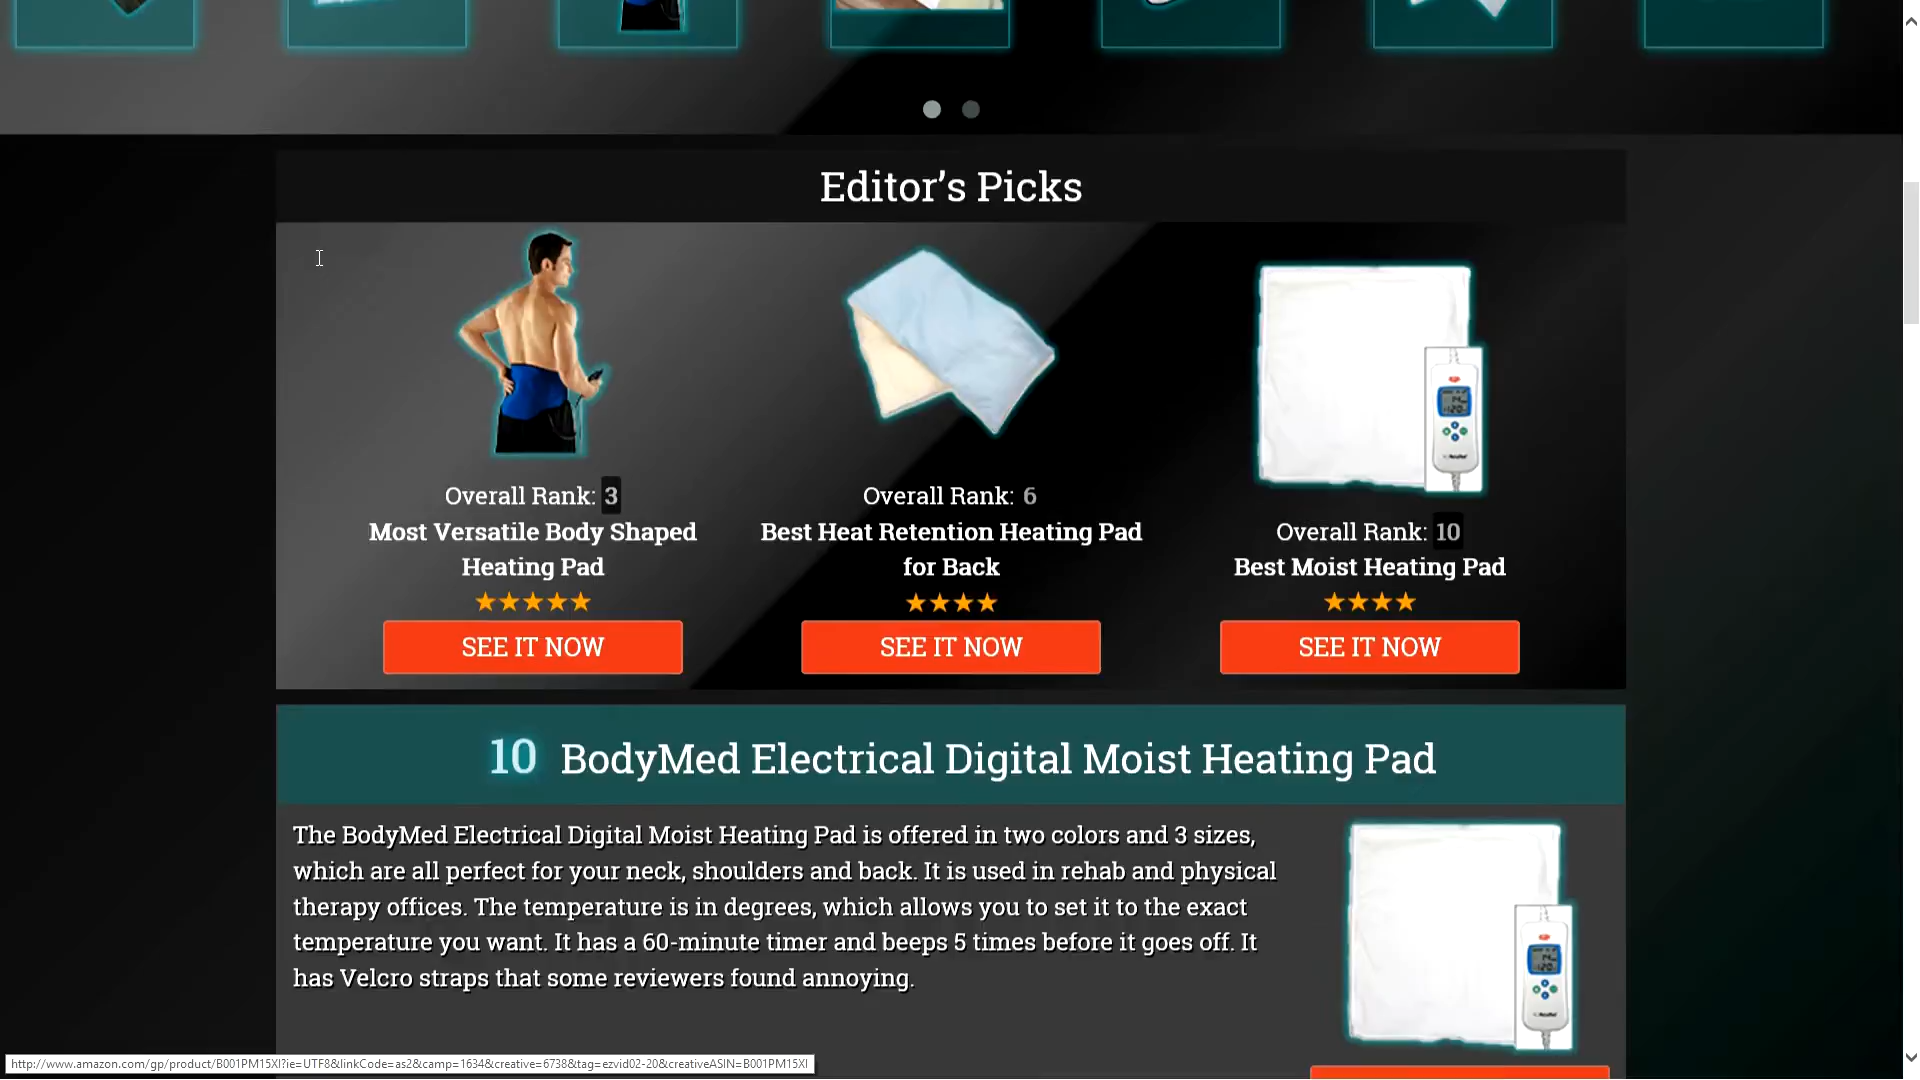 Editor’s Picks
Overall Rank: 3
Most Versatile Body Shaped
Heating Pad
SEE IT NOW
Overall Rank: 6
Best Heat Retention Heating Pad
for Back
SEE IT NOW
Overall Rank: 10
Best Moist Heating Pad
SEE IT NOW
10 BodyMed Electrical Digital Moist Heating Pad
The BodyMed Electrical Digital Moist Heating Pad is offered in two colors and 3 sizes,
which are all perfect for your neck, shoulders and back. It is used in rehab and physical
therapy offices. The temperature is in degrees, which allows you to set it to the exact
temperature you want. It has a 60-minute timer and beeps 5 times before it goes off. It
has Velcro straps that some reviewers found annoying.
http://www.amazon.com/gp/product/B001PM15XI?ie=UTF8&linkCode=as2&camp=1634&creative=6738&tag=ezvid02-20&creativeASIN=B001PM15XI